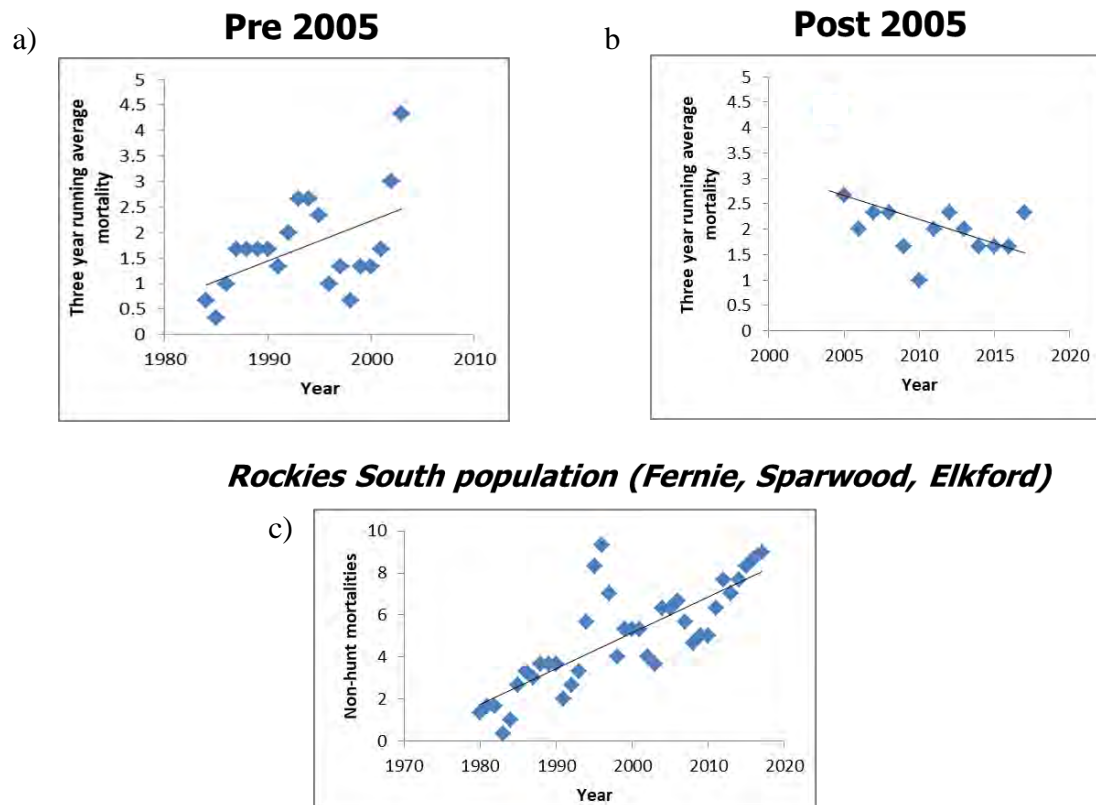 a)
Pre 2005
b
Post 2005
Three year running average
mortality
5
4.5
4
3.5
3
2.5
2
1.5
1
0.5
0
1980 1990 2000 2010
Year
Three year running average
mortality
5
4.5
4
3.5
3
2.5
2
1.5
1
0.5
0
2000 2005 2010 2015 2020
Year
Rockies South population (Fernie, Sparwood, Elkford)
c)
Non-hunt mortalities
10
8
6
4
2
0
1970 1980 1990 2000 2010 2020
Year